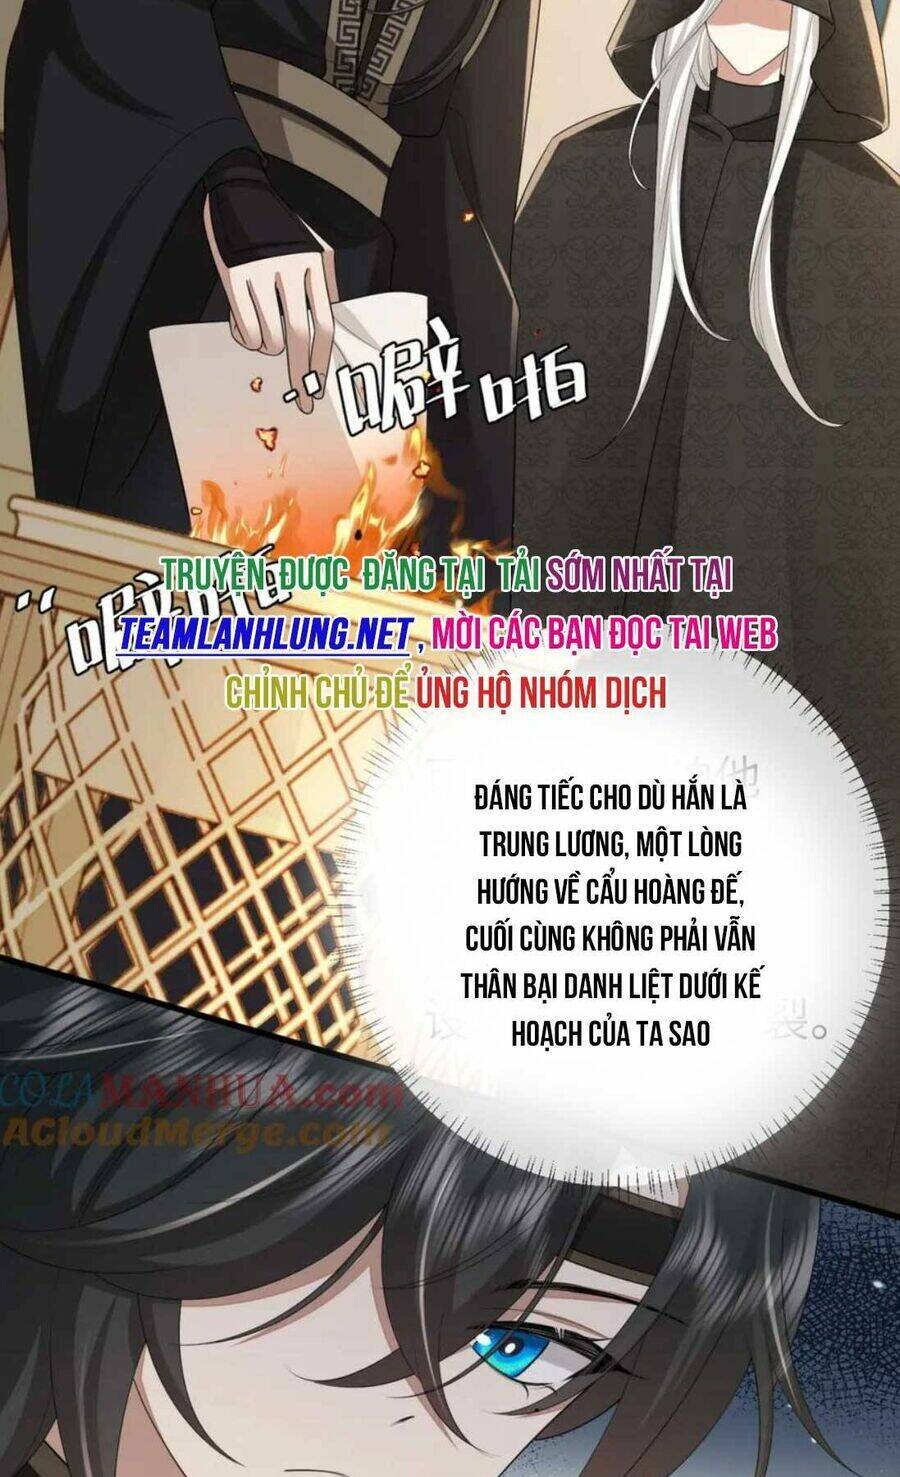 噼啪
TRUYỆN ĐƯỢC ĐĂNG TẠI TẢI SỚM NHẤT TẠI
TEAMLANHLUNG.NET, MỜI CÁC BẠN ĐỌC TẠI WEB
CHỈNH CHỦ ĐỂ ỦNG HỘ NHÓM DỊCH
ĐÁNG TIẾC CHO DÙ HẮN LÀ
TRUNG LƯƠNG, MỘT LÒNG
HƯỚNG VỀ CẨU HOÀNG ĐẾ,
CUỐI CÙNG KHÔNG PHẢI VẪN
THÂN BẠI DANH LIỆT DƯỚI KẾ
HOẠCH CỦA TA SAO
裂。
COLAMANHUA.com
ACloudMerge.com